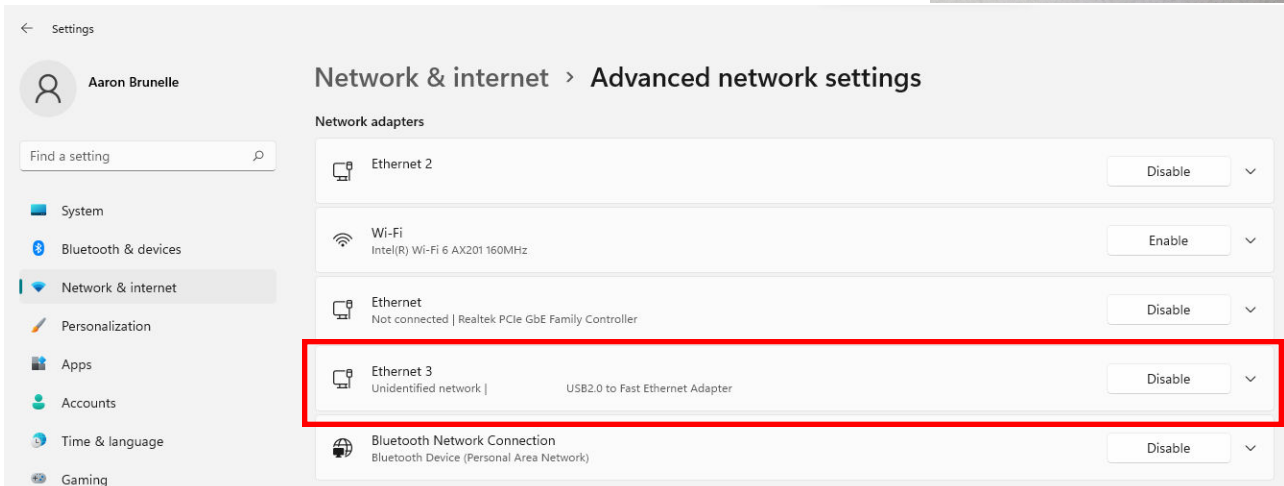 Settings
Aaron Brunelle
Find a setting
System
Bluetooth & devices
Network & internet
Personalization
Apps
Accounts
Time & language
Gaming
Network & internet > Advanced network settings
Network adapters
Ethernet 2
Disable
Wi-Fi
Intel(R) Wi-Fi 6 AX201 160MHz
Enable
Ethernet
Not connected | Realtek PCIe GbE Family Controller
Disable
Ethernet 3
Unidentified network | USB2.0 to Fast Ethernet Adapter
Disable
Bluetooth Network Connection
Bluetooth Device (Personal Area Network)
Disable